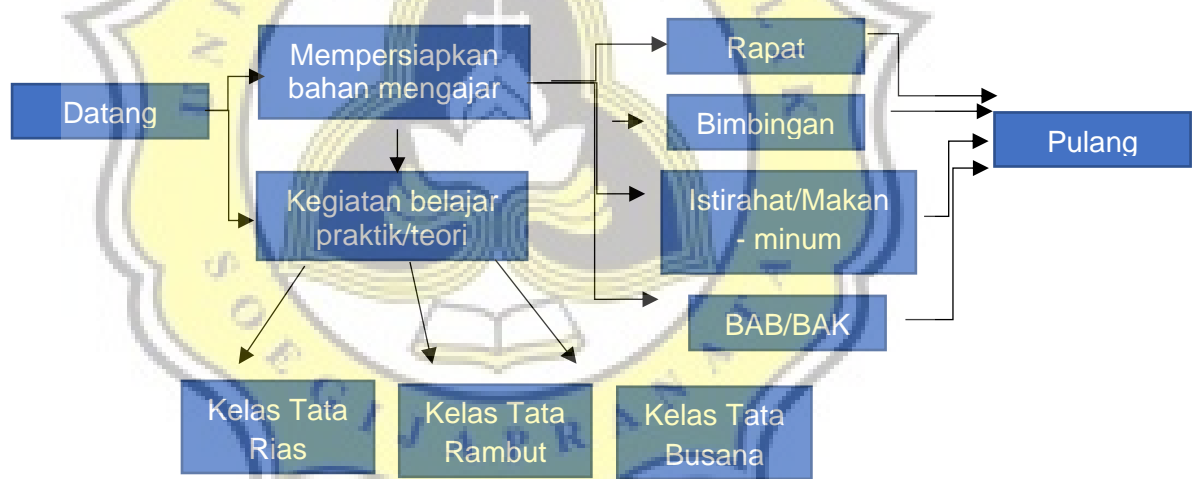 Datang
Mempersiapkan
bahan mengajar
Kegiatan belajar
praktik/teori
Rapat
Bimbingan
Istirahat/Makan
- minum
BAB/BAK
Pulang
Kelas Tata
Rias
Kelas Tata
Rambut
Kelas Tata
Busana